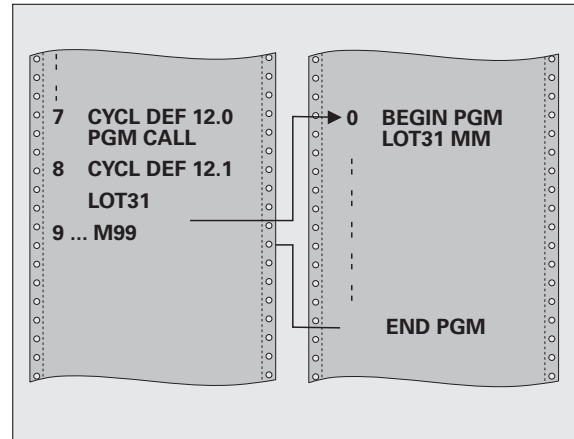 7 CYCL DEF 12.0
PGM CALL
8 CYCL DEF 12.1
LOT31
9 ... M99
0 BEGIN PGM
LOT31 MM
END PGM